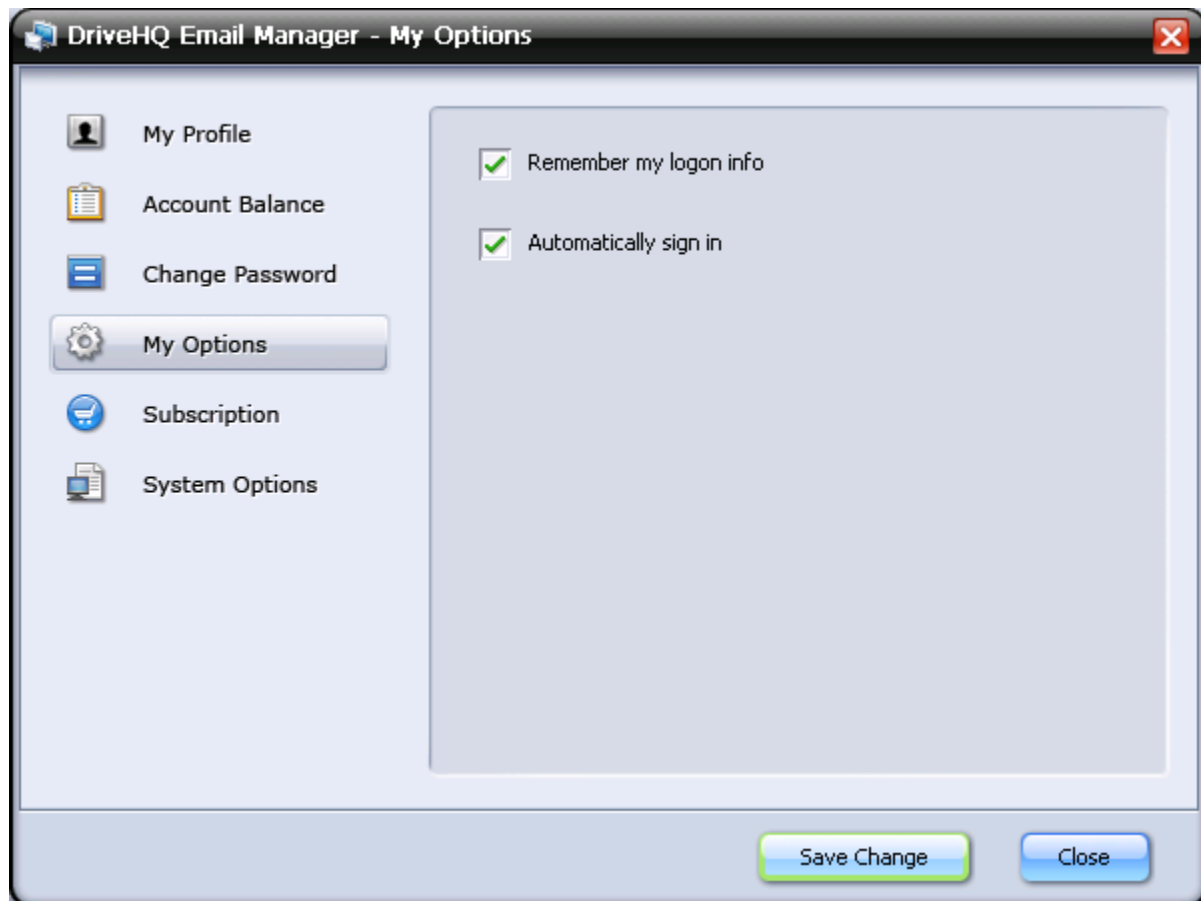 DriveHQ Email Manager - My Options
My Profile
Account Balance
Change Password
My Options
Subscription
System Options
Remember my logon info
Automatically sign in
Save Change
Close